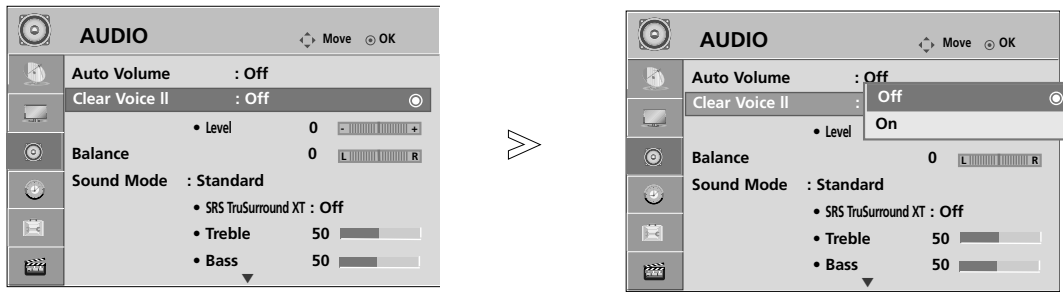 AUDIO Move OK
Auto Volume : Off
Clear Voice ll : Off
• Level 0 - +
Balance 0 L R
Sound Mode : Standard
• SRS TruSurround XT : Off
• Treble 50
• Bass 50
AUDIO Move OK
Auto Volume : Off
Clear Voice ll : Off
On
• Level
Balance 0 L R
Sound Mode : Standard
• SRS TruSurround XT : Off
• Treble 50
• Bass 50